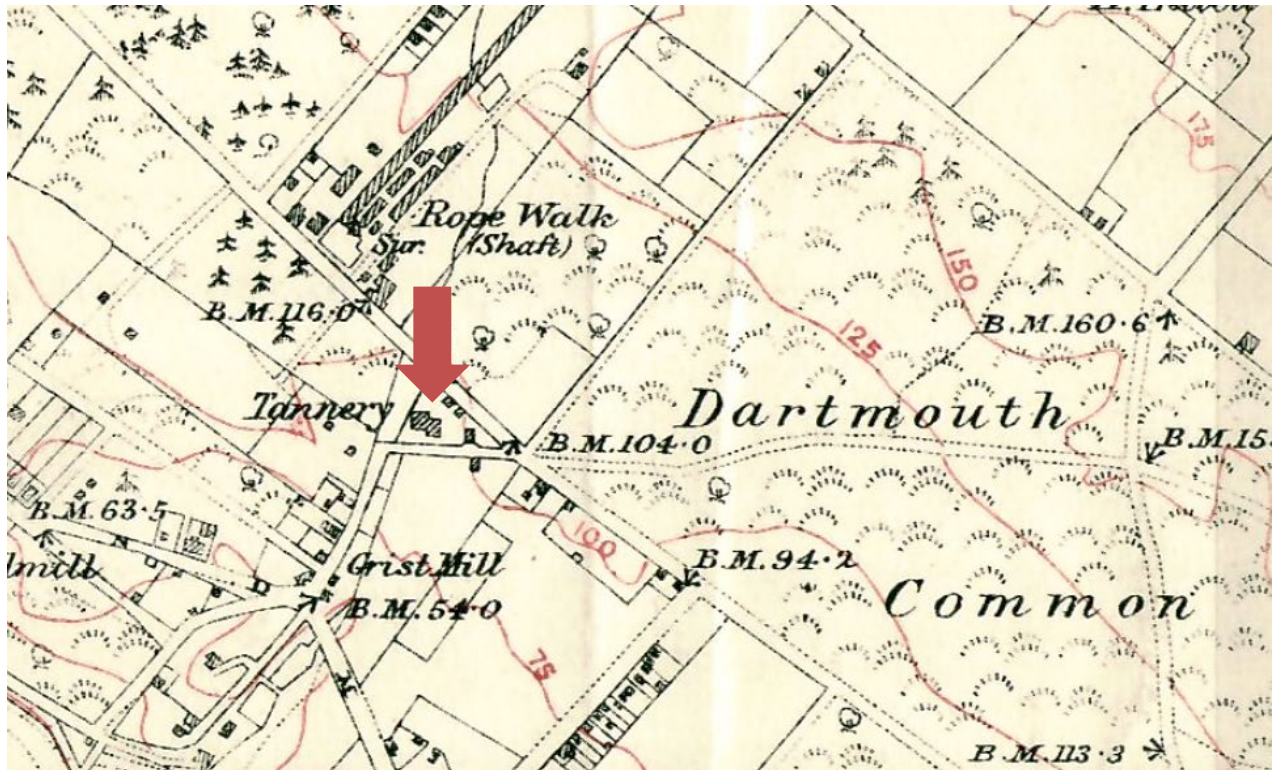 175
Rope Walk
Sur. (Shaft)
150
B.M.116·0
B.M.160·6
125
Tannery
Dartmouth
B.M.104·0
B.M.15
B.M.63·5
100
lmill
Grist Mill
B.M.94·2
B.M.54·0
Common
75
B.M.113·3